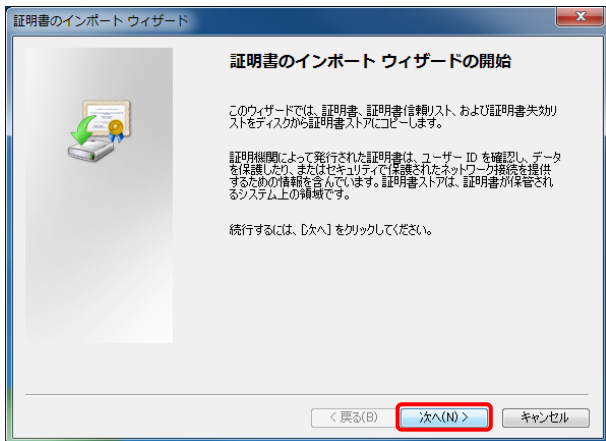 証明書のインポート ウィザード
証明書のインポート ウィザードの開始
このウィザードでは、証明書、証明書信頼リスト、および証明書失効リ
ストをディスクから証明書ストアにコピーします。
証明機関によって発行された証明書は、ユーザー ID を確認し、データ
を保護したり、またはセキュリティで保護されたネットワーク接続を提供
するための情報を含んでいます。証明書ストアは、証明書が保管され
るシステム上の領域です。
続行するには、[次へ] をクリックしてください。
< 戻る(B)
次へ(N) >
キャンセル